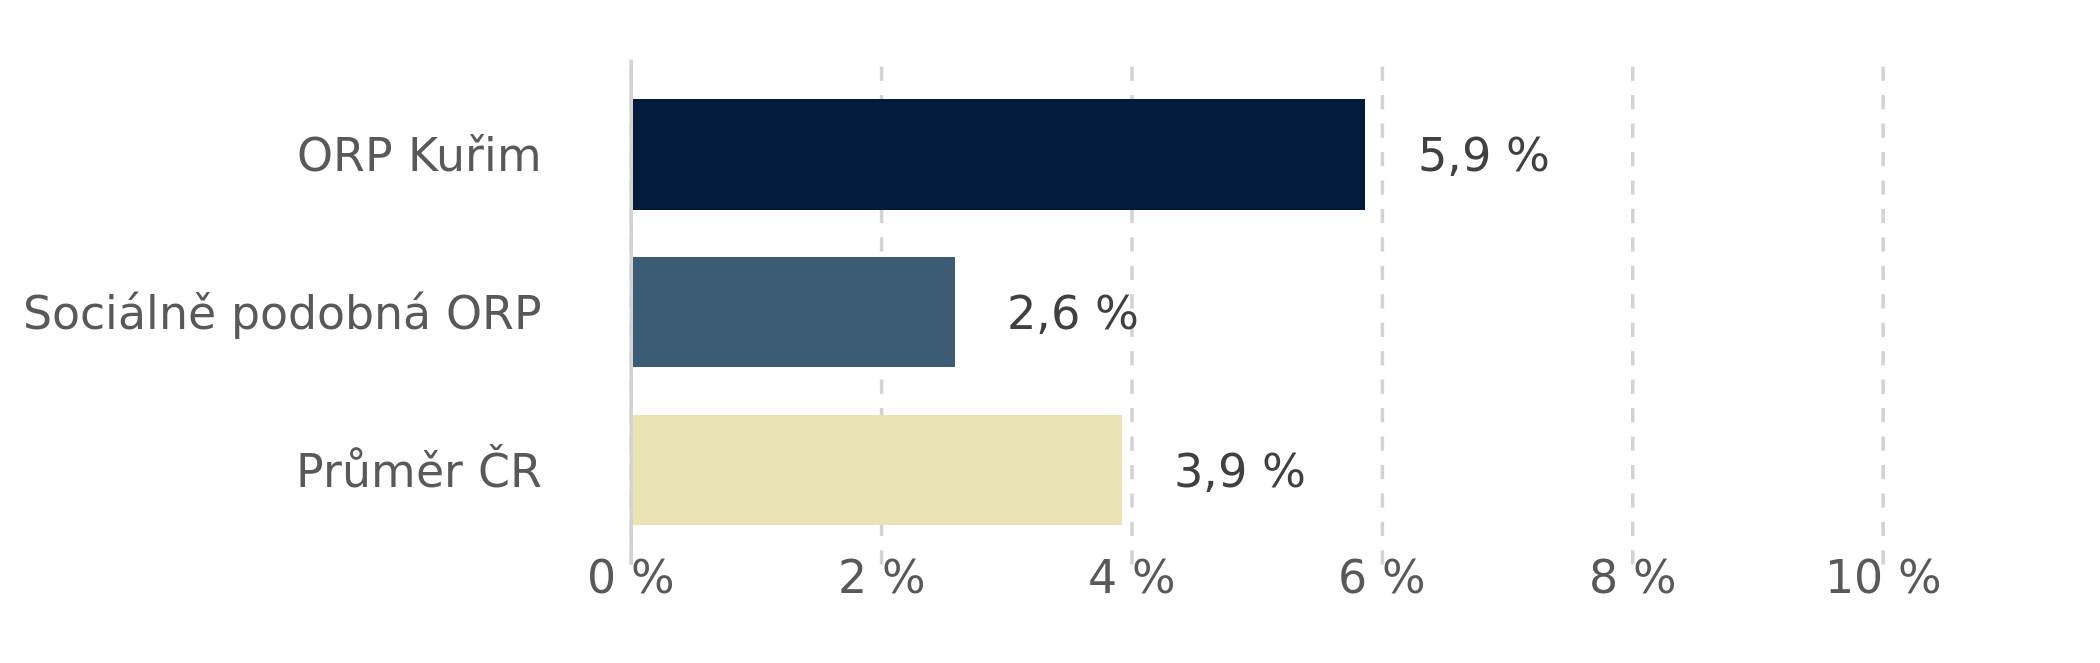 ORP Kuřim
5,9 %
Sociálně podobná ORP
2,6 %
Průměr ČR
3,9 %
0 % 2 % 4 % 6 % 8 % 10 %